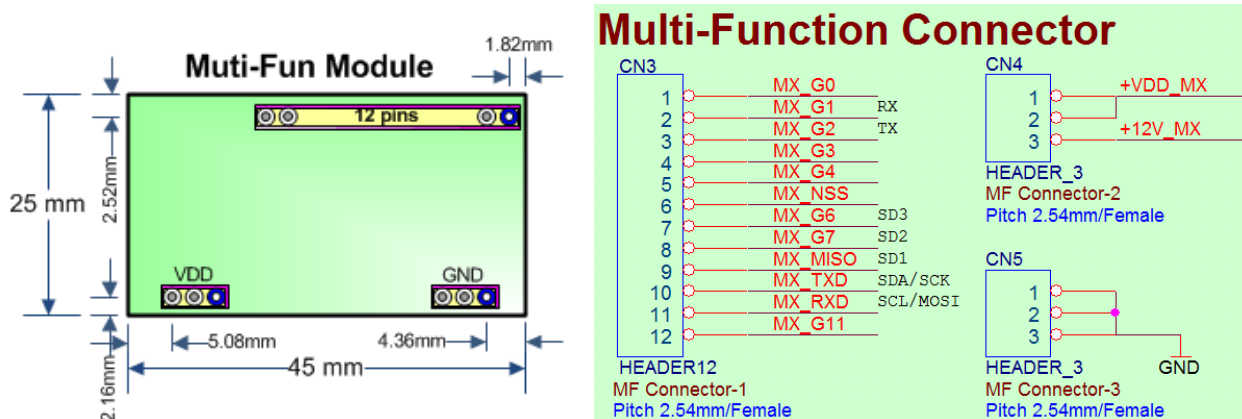 Muti-Fun Module
1.82mm
12 pins
25 mm
2.52mm
VDD
GND
5.08mm
4.36mm
45 mm
2.16mm
Multi-Function Connector
CN3
1 MX_G0
2 MX_G1 RX
3 MX_G2 TX
4 MX_G3
5 MX_G4
6 MX_NSS
7 MX_G6 SD3
8 MX_G7 SD2
9 MX_MISO SD1
10 MX_TXD SDA/SCK
11 MX_RXD SCL/MOSI
12 MX_G11
HEADER12
MF Connector-1
Pitch 2.54mm/Female
CN4
1 +VDD_MX
2
3 +12V_MX
HEADER_3
MF Connector-2
Pitch 2.54mm/Female
CN5
1
2
3
GND
HEADER_3
MF Connector-3
Pitch 2.54mm/Female